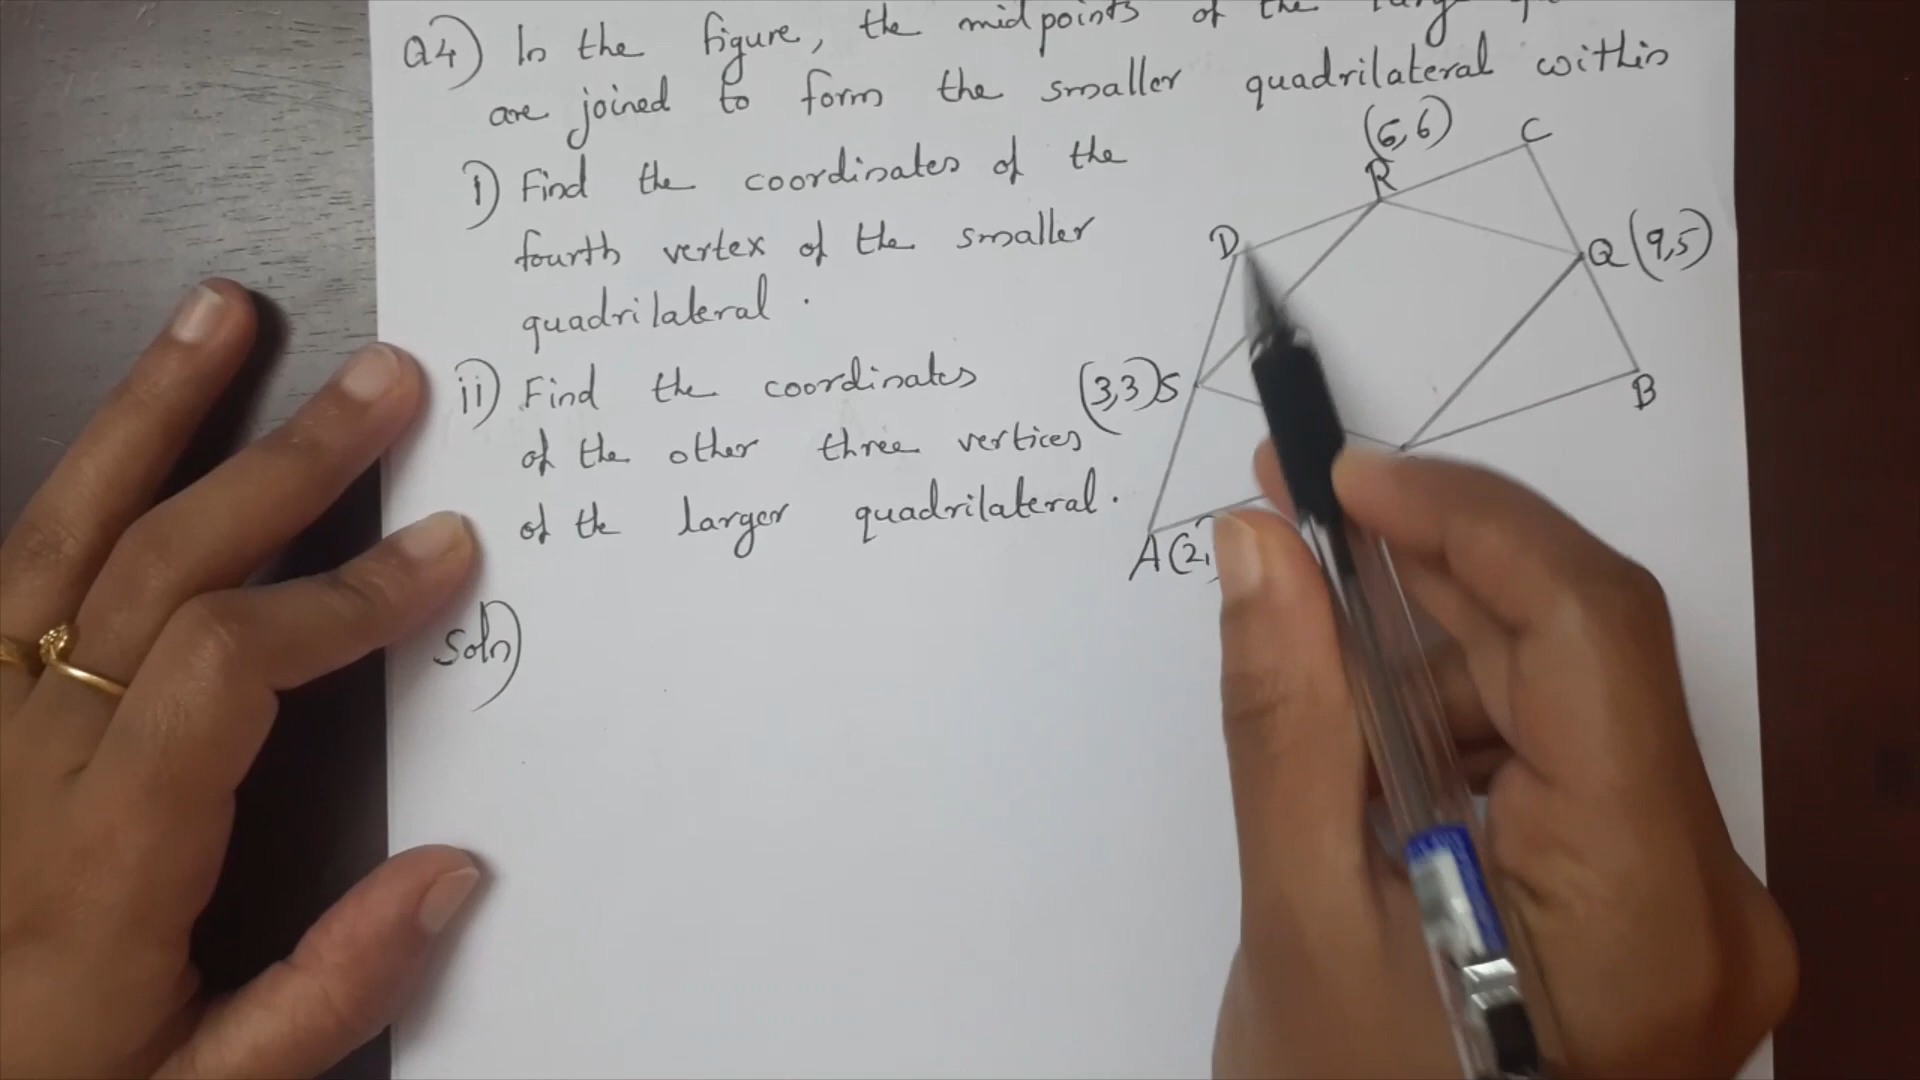 Q4) In the figure, the midpoints of the
are joined to form the smaller quadrilateral within
i) Find the coordinates of the
fourth vertex of the smaller
quadrilateral .
ii) Find the coordinates
of the other three vertices
of the larger quadrilateral .
Soln)
(6,6)
R
C
D
Q (9,5)
(3,3) S
B
A (2,